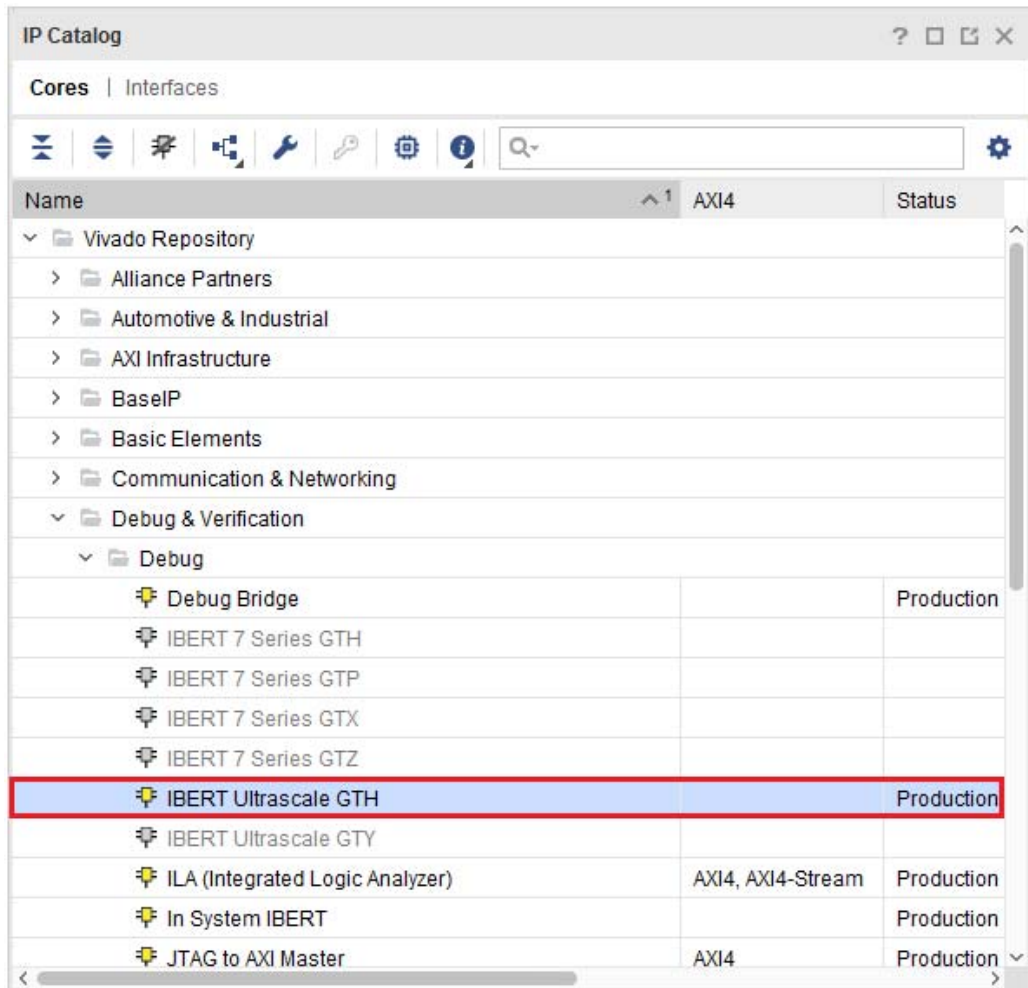 IP Catalog
Cores | Interfaces
Name 1 AXI4 Status
Vivado Repository
Alliance Partners
Automotive & Industrial
AXI Infrastructure
BaseIP
Basic Elements
Communication & Networking
Debug & Verification
Debug
Debug Bridge Production
IBERT 7 Series GTH
IBERT 7 Series GTP
IBERT 7 Series GTX
IBERT 7 Series GTZ
IBERT Ultrascale GTH Production
IBERT Ultrascale GTY
ILA (Integrated Logic Analyzer) AXI4, AXI4-Stream Production
In System IBERT Production
JTAG to AXI Master AXI4 Production